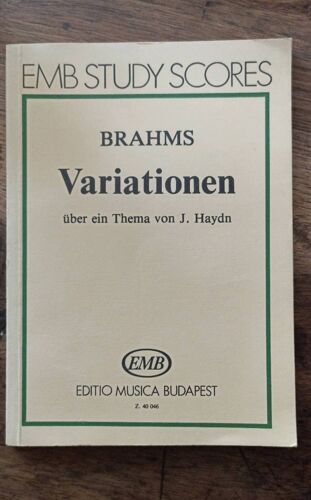 EMB STUDY SCORES
BRAHMS
Variationen
über ein Thema von J. Haydn
EMB
EDITIO MUSICA BUDAPEST
Z. 40 046